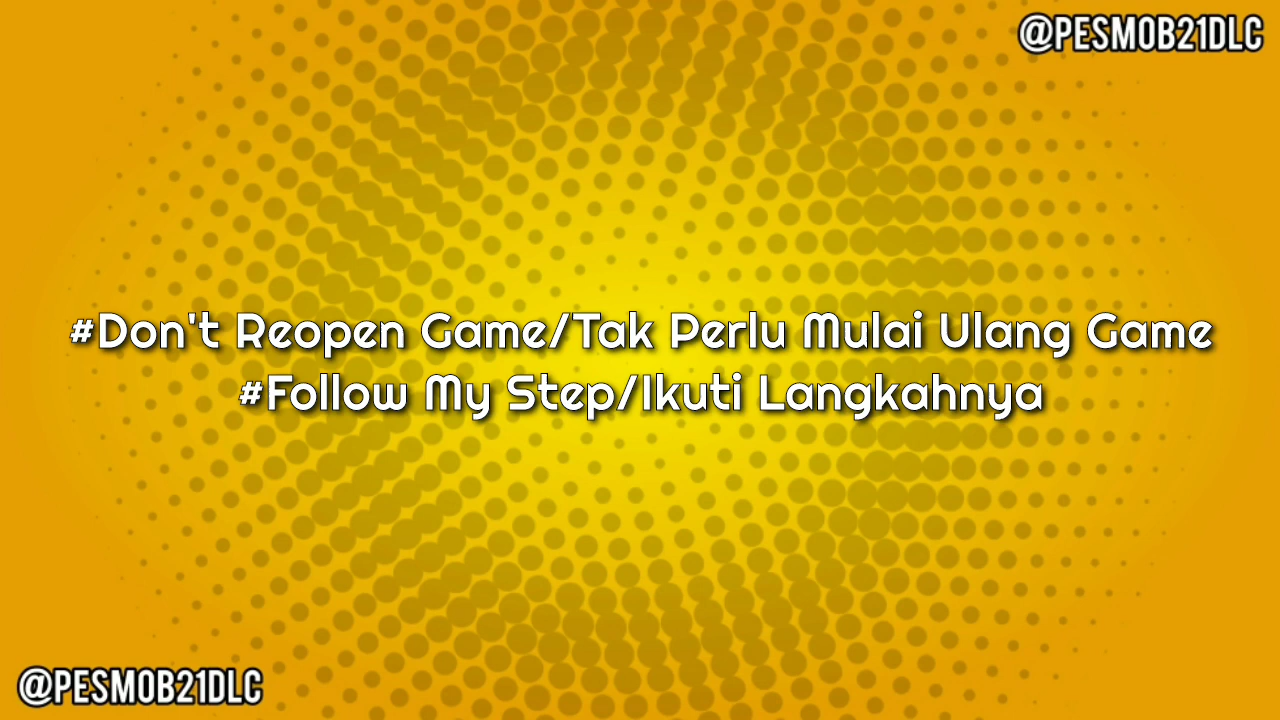 @PESMOB21DLC
#Don't Reopen Game/Tak Perlu Mulai Ulang Game
#Follow My Step/Ikuti Langkahnya
@PESMOB21DLC